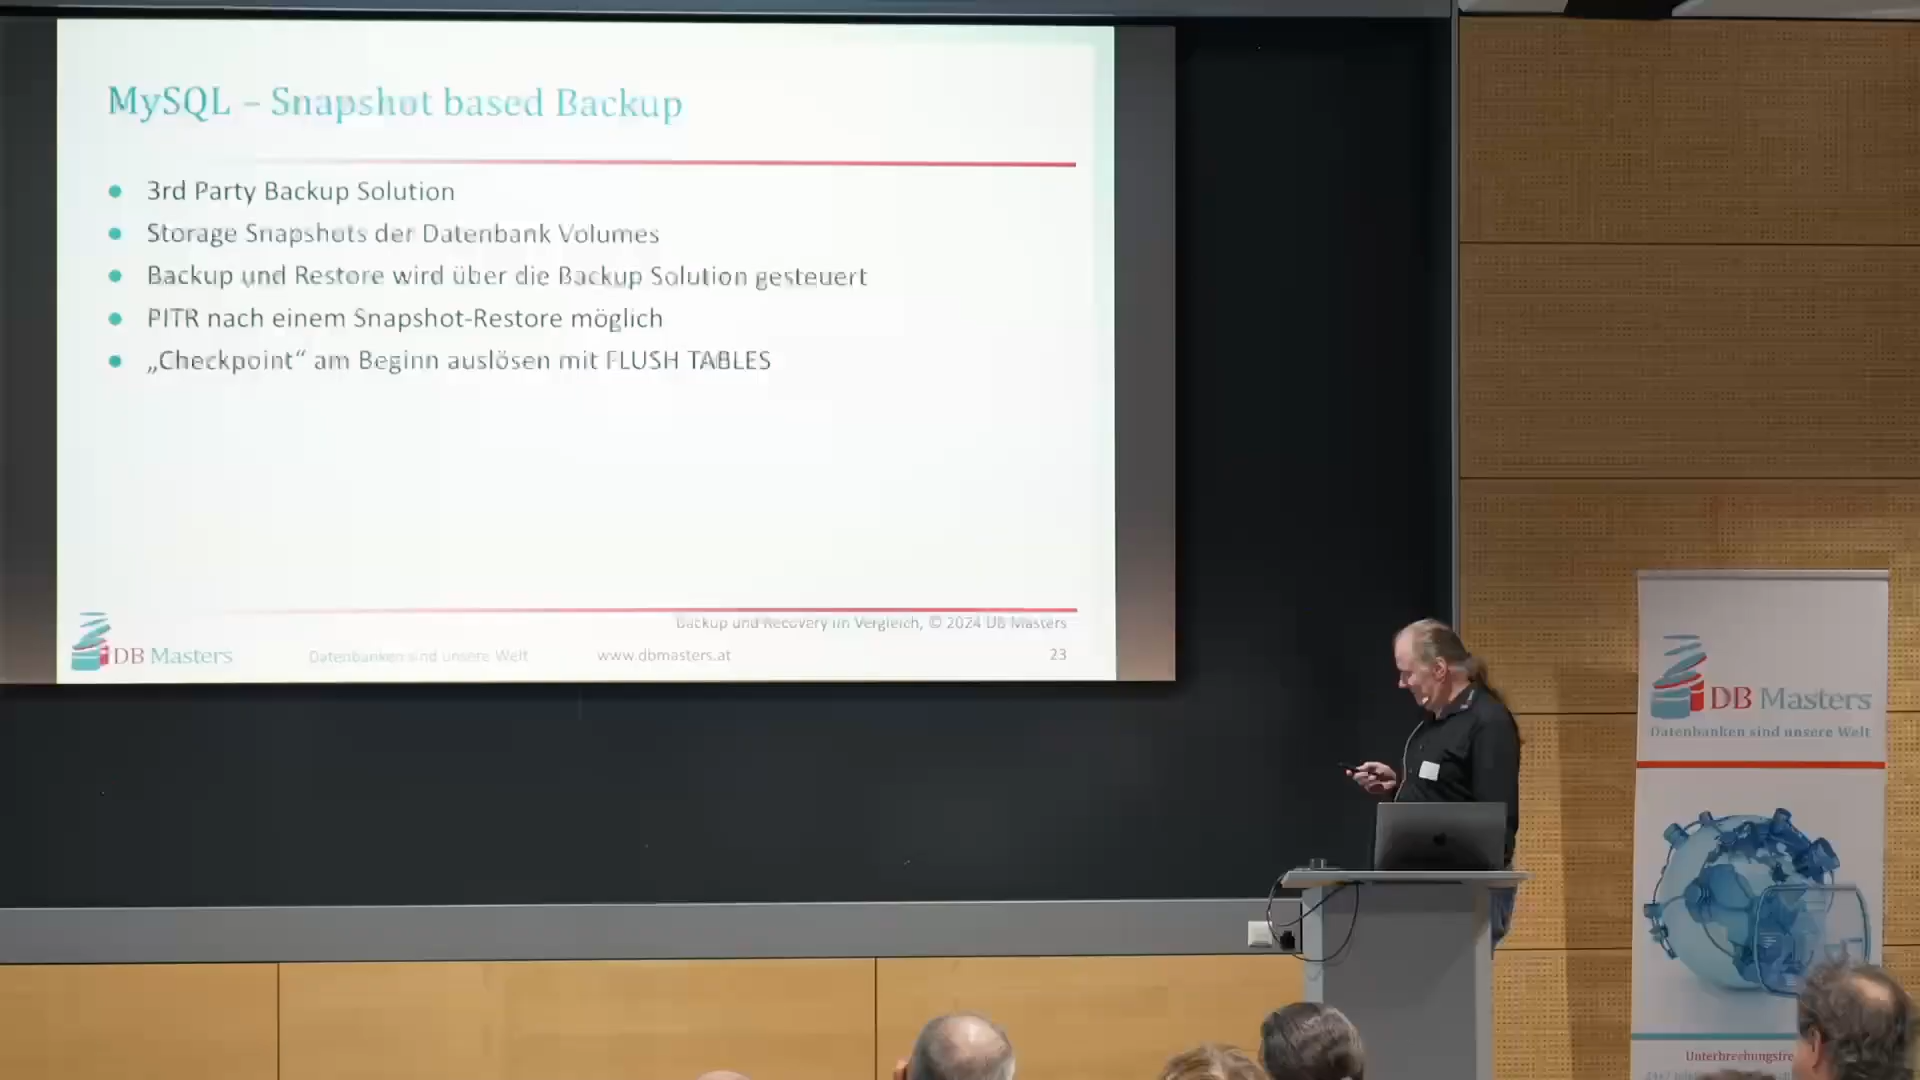 MySQL – Snapshot based Backup
3rd Party Backup Solution
Storage Snapshots der Datenbank Volumes
Backup und Restore wird über die Backup Solution gesteuert
PITR nach einem Snapshot-Restore möglich
„Checkpoint“ am Beginn auslösen mit FLUSH TABLES
Backup und Recovery im Vergleich, © 2024 DB Masters
DB Masters
Datenbanken sind unsere Welt
www.dbmasters.at
23
DB Masters
Datenbanken sind unsere Welt